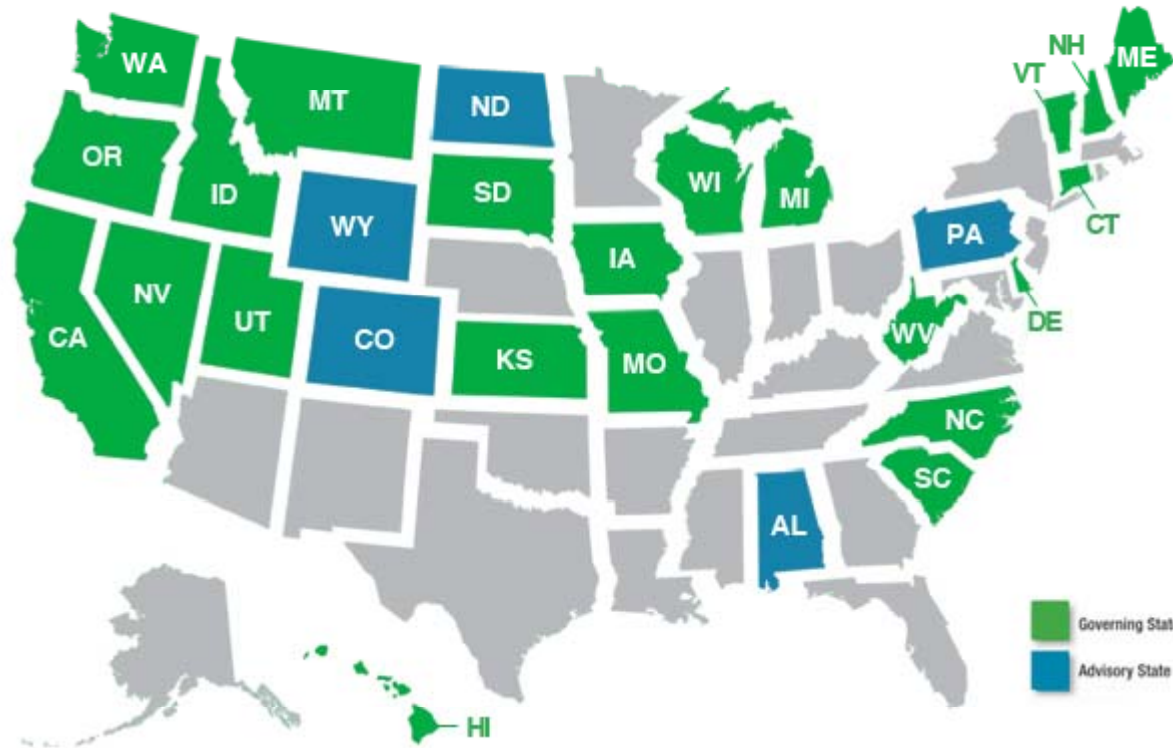 WA
MT
ND
NH
ME
VT
OR
ID
SD
WI
MI
WY
PA
CT
IA
NV
UT
CA
CO
KS
MO
WV
DE
NC
SC
AL
Governing Stat
Advisory State
HI